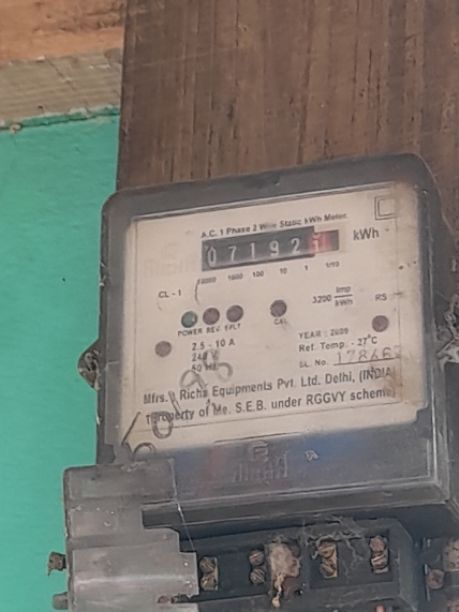 A.C. 1 Phase 2 Wire Static kWh Meter
07192 kWh
10000 1000 100 10 1 1/10
CL - 1
3200 Imp/kWh
RS
POWER REV E/FLT CAL
2.5 - 10 A
240 V
50 Hz
YEAR : 2009
Ref. Temp. - 27°C
SL. No.
Mfrs. : Richa Equipments Pvt. Ltd. Delhi, (INDIA)
Property of Me. S.E.B. under RGGVY scheme